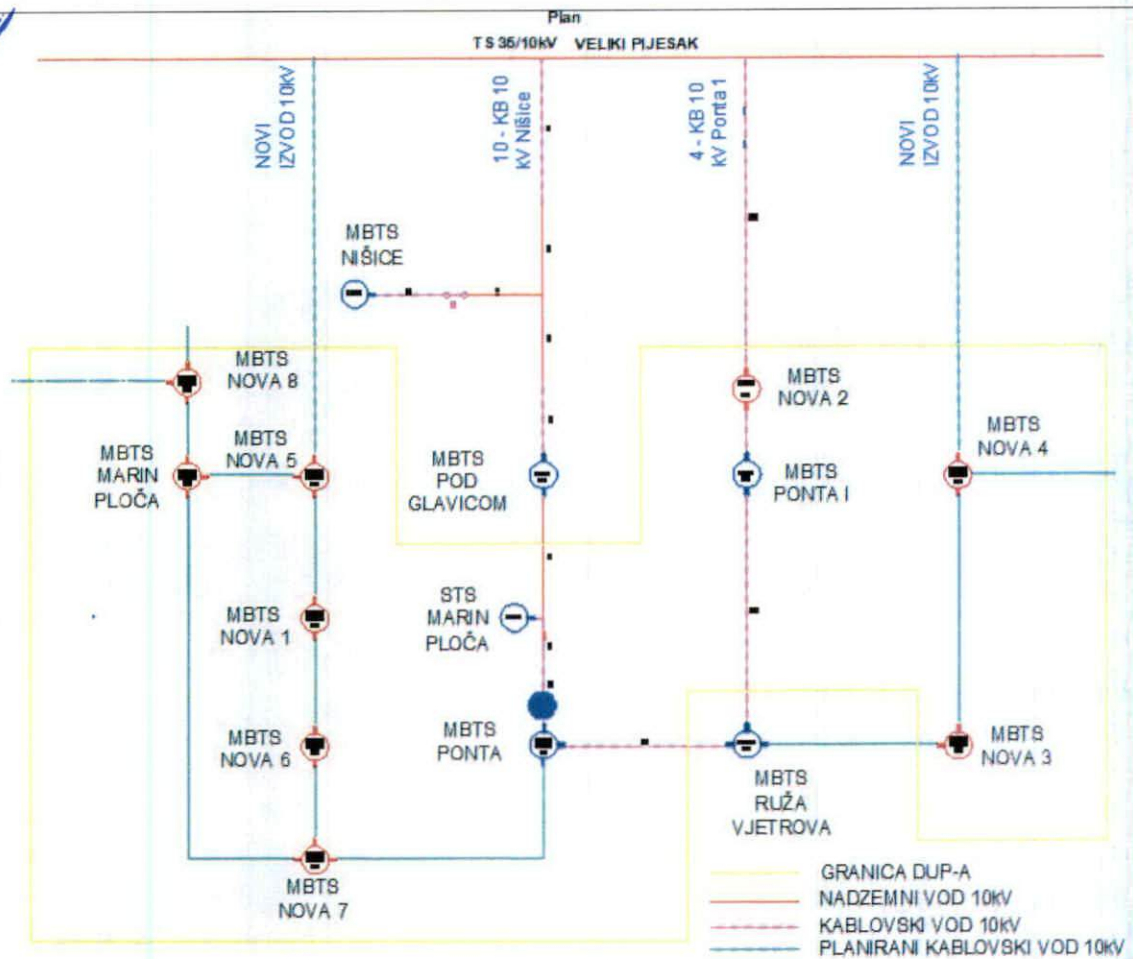 Plan
TS 35/10kV VELIKI PIJESAK
NOVI
IZVOD 10kV
10 - KB 10
kV Nišice
4 - KB 10
kV Ponta 1
NOVI
IZVOD 10kV
MBTS
NIŠICE
MBTS
NOVA 8
MBTS
NOVA 2
MBTS
MARIN
PLOČA
MBTS
NOVA 5
MBTS
POD
GLAVICOM
MBTS
PONTA I
MBTS
NOVA 4
MBTS
NOVA 1
STS
MARIN
PLOČA
MBTS
NOVA 6
MBTS
PONTA
MBTS
RUŽA
VJETROVA
MBTS
NOVA 3
MBTS
NOVA 7
GRANICA DUP-A
NADZEMNI VOD 10kV
KABLOVSKI VOD 10kV
PLANIRANI KABLOVSKI VOD 10kV